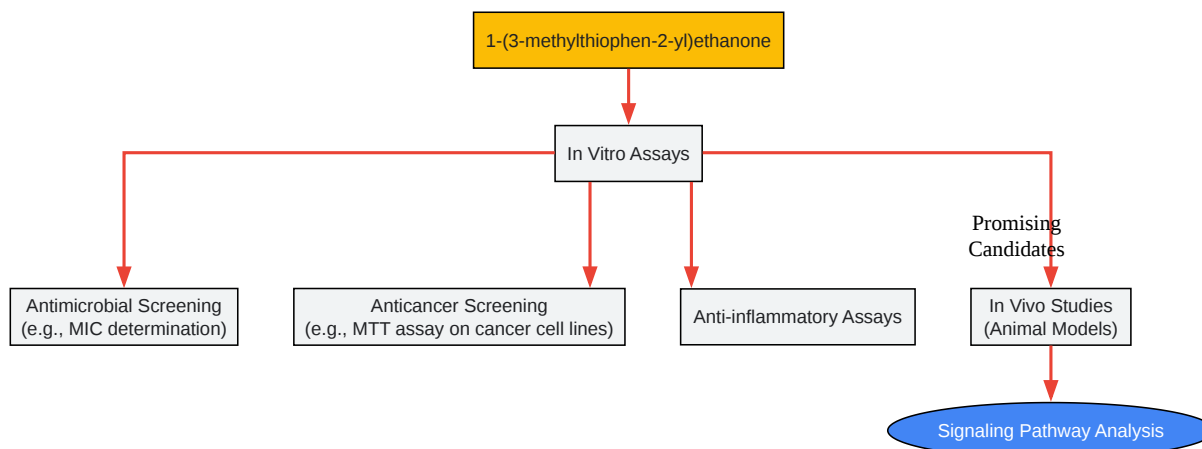 1-(3-methylthiophen-2-yl)ethanone
In Vitro Assays
Promising
Candidates
Antimicrobial Screening
(e.g., MIC determination)
Anticancer Screening
(e.g., MTT assay on cancer cell lines)
Anti-inflammatory Assays
In Vivo Studies
(Animal Models)
Signaling Pathway Analysis